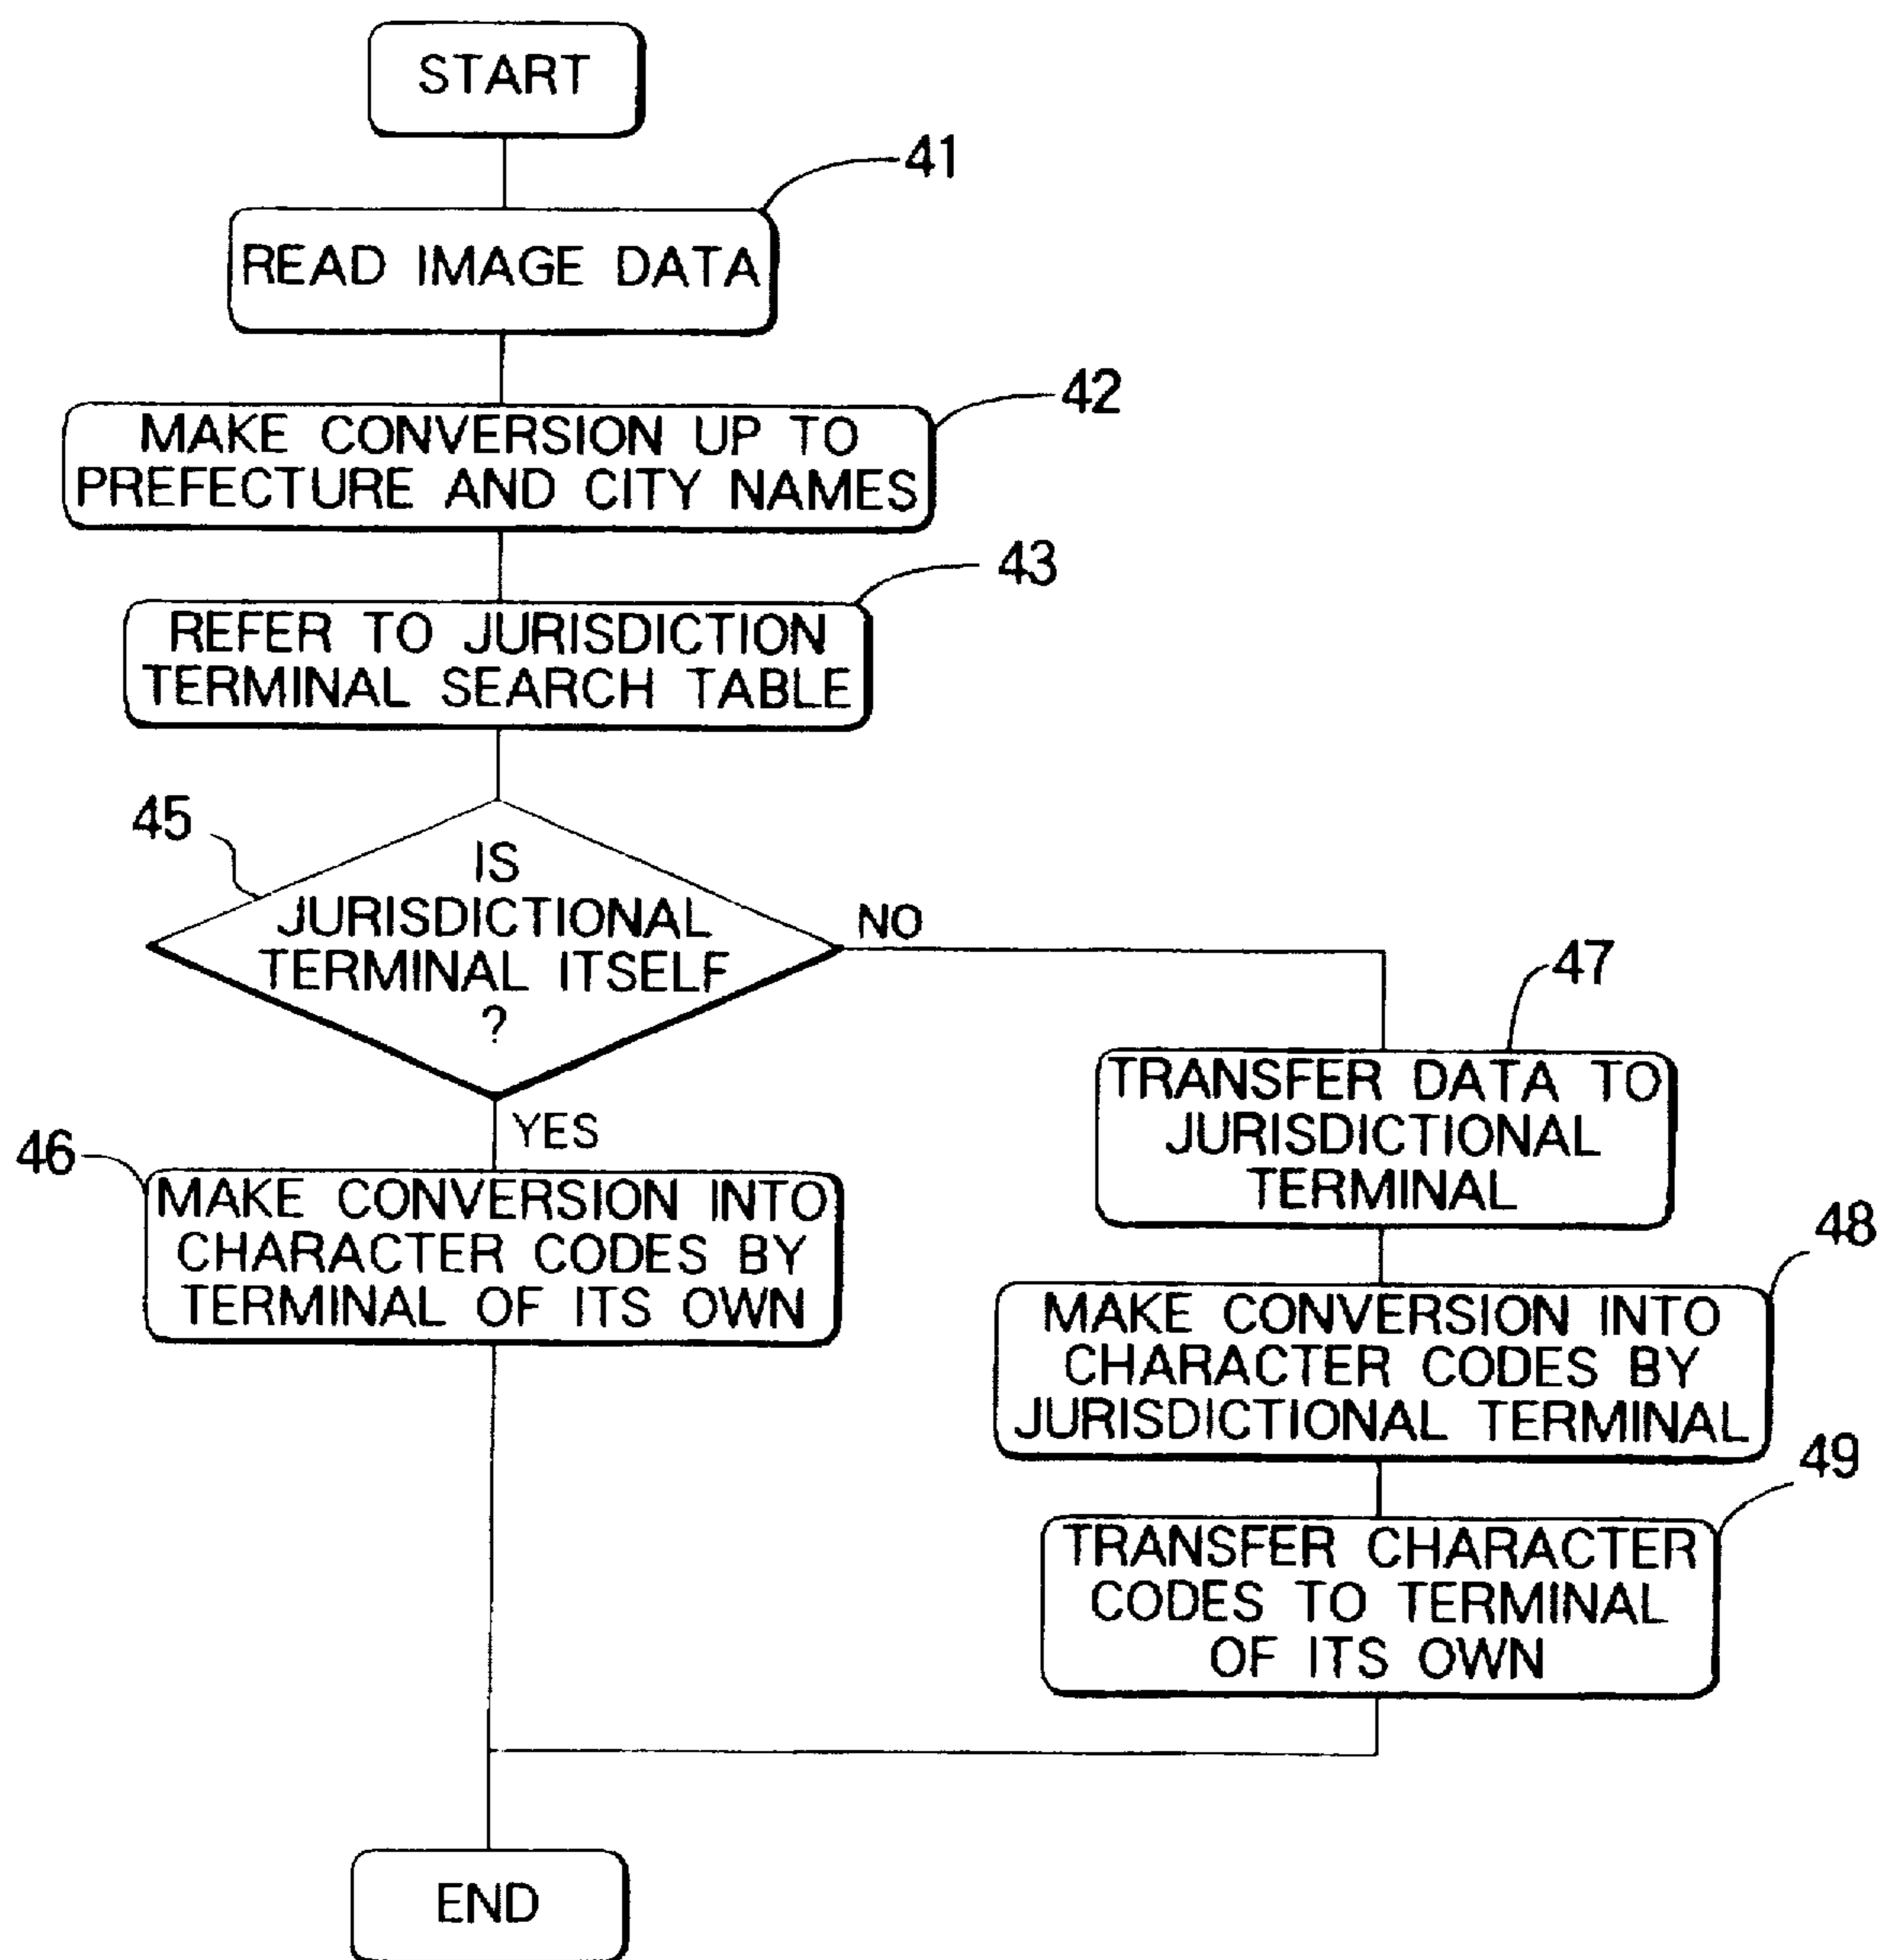 START
41
READ IMAGE DATA
42
MAKE CONVERSION UP TO
PREFECTURE AND CITY NAMES
43
REFER TO JURISDICTION
TERMINAL SEARCH TABLE
45
IS
JURISDICTIONAL
TERMINAL ITSELF
?
NO
YES
46
MAKE CONVERSION INTO
CHARACTER CODES BY
TERMINAL OF ITS OWN
47
TRANSFER DATA TO
JURISDICTIONAL
TERMINAL
48
MAKE CONVERSION INTO
CHARACTER CODES BY
JURISDICTIONAL TERMINAL
49
TRANSFER CHARACTER
CODES TO TERMINAL
OF ITS OWN
END